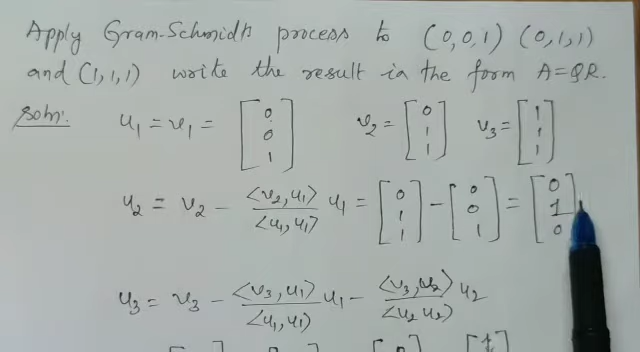 Apply Gram-Schmidt process to (0,0,1) (0,1,1)
and (1,1,1) write the result in the form A=QR.
Soln: u₁ = v₁ = [0 0 1] v₂ = [0 1 1] v₃ = [1 1 1]
u₂ = v₂ - <v₂,u₁>/<u₁,u₁> u₁ = [0 1 1] - [0 0 1] = [0 1 0]
u₃ = v₃ - <v₃,u₁>/<u₁,u₁> u₁ - <v₃,u₂>/<u₂ u₂> u₂